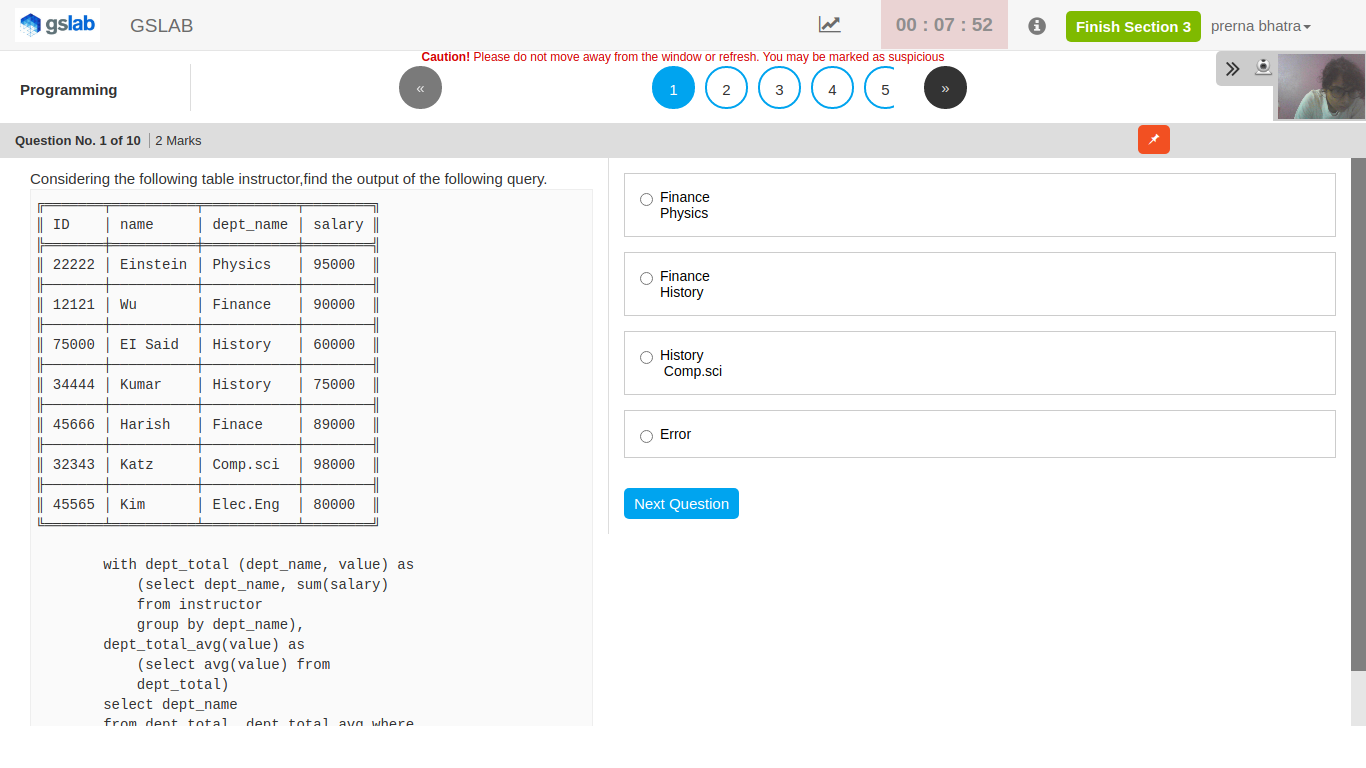 gslab GSLAB 00 : 07 : 52 Finish Section 3 prerna bhatra
Caution! Please do not move away from the window or refresh. You may be marked as suspicious
Programming « 1 2 3 4 5 »
Question No. 1 of 10 2 Marks
Considering the following table instructor,find the output of the following query.
ID name dept_name salary
22222 Einstein Physics 95000
12121 Wu Finance 90000
75000 EI Said History 60000
34444 Kumar History 75000
45666 Harish Finace 89000
32343 Katz Comp.sci 98000
45565 Kim Elec.Eng 80000
with dept_total (dept_name, value) as
(select dept_name, sum(salary)
from instructor
group by dept_name),
dept_total_avg(value) as
(select avg(value) from
dept_total)
select dept_name
from dept_total, dept_total_avg where
Finance
Physics
Finance
History
History
Comp.sci
Error
Next Question